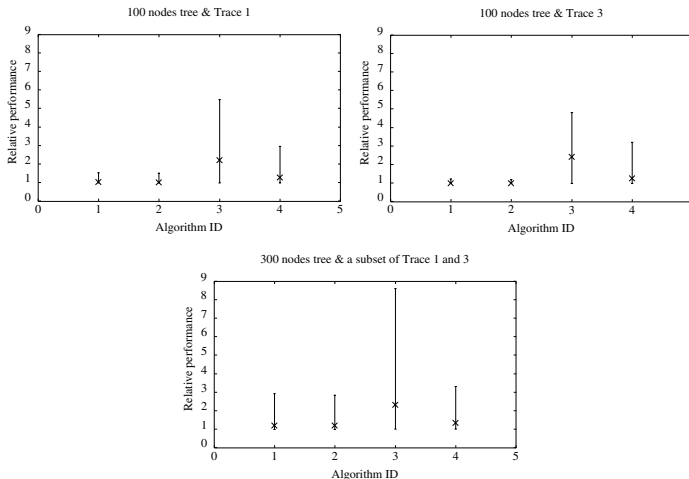 100 nodes tree & Trace 1
Relative performance
9
8
7
6
5
4
3
2
1
0
0 1 2 3 4 5
Algorithm ID
100 nodes tree & Trace 3
Relative performance
9
8
7
6
5
4
3
2
1
0
0 1 2 3 4
Algorithm ID
300 nodes tree & a subset of Trace 1 and 3
Relative performance
9
8
7
6
5
4
3
2
1
0
0 1 2 3 4 5
Algorithm ID